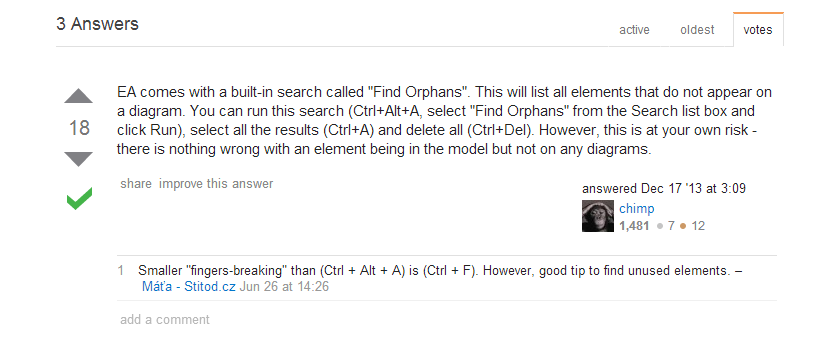 3 Answers
active oldest votes
EA comes with a built-in search called "Find Orphans". This will list all elements that do not appear on
a diagram. You can run this search (Ctrl+Alt+A, select "Find Orphans" from the Search list box and
18
click Run), select all the results (Ctrl+A) and delete all (Ctrl+Del). However, this is at your own risk -
there is nothing wrong with an element being in the model but not on any diagrams.
share improve this answer
answered Dec 17 '13 at 3:09
chimp
1,481 ● 7 ● 12
1 Smaller "fingers-breaking" than (Ctrl + Alt + A) is (Ctrl + F). However, good tip to find unused elements. –
Máťa - Stitod.cz Jun 26 at 14:26
add a comment